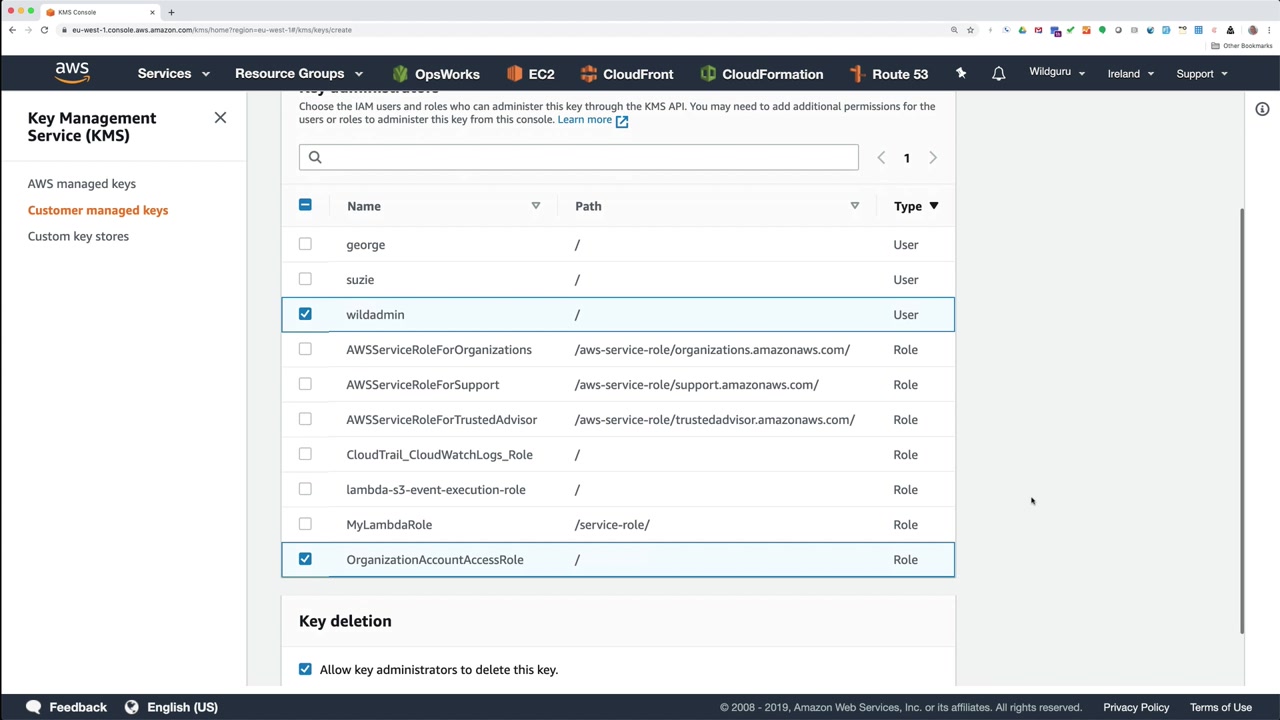 KMS Console
eu-west-1.console.aws.amazon.com/kms/home?region=eu-west-1#/kms/keys/create
Other Bookmarks
aws
Services
Resource Groups
OpsWorks
EC2
CloudFront
CloudFormation
Route 53
Wildguru
Ireland
Support
Key Management
Service (KMS)
AWS managed keys
Customer managed keys
Custom key stores
Key administrators
Choose the IAM users and roles who can administer this key through the KMS API. You may need to add additional permissions for the
users or roles to administer this key from this console. Learn more
1
Name Path Type
george / User
suzie / User
wildadmin / User
AWSServiceRoleForOrganizations /aws-service-role/organizations.amazonaws.com/ Role
AWSServiceRoleForSupport /aws-service-role/support.amazonaws.com/ Role
AWSServiceRoleForTrustedAdvisor /aws-service-role/trustedadvisor.amazonaws.com/ Role
CloudTrail_CloudWatchLogs_Role / Role
lambda-s3-event-execution-role / Role
MyLambdaRole /service-role/ Role
OrganizationAccountAccessRole / Role
Key deletion
Allow key administrators to delete this key.
Feedback
English (US)
© 2008 - 2019, Amazon Web Services, Inc. or its affiliates. All rights reserved.
Privacy Policy
Terms of Use